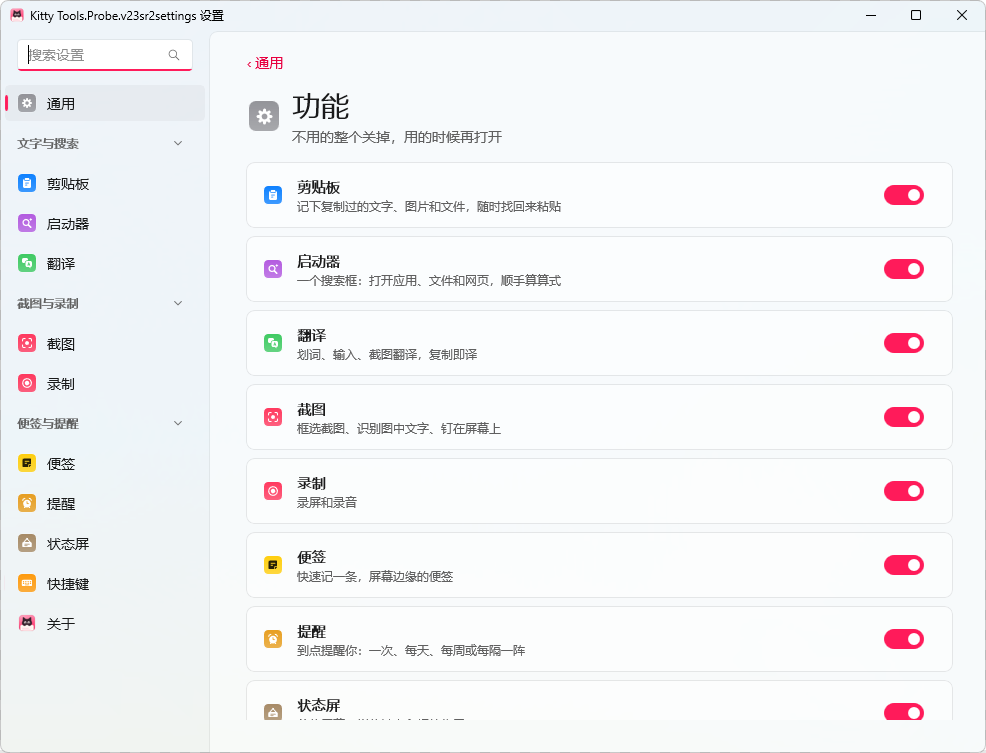 Kitty Tools.Probe.v23sr2settings 设置
搜索设置
通用
文字与搜索
剪贴板
启动器
翻译
截图与录制
截图
录制
便签与提醒
便签
提醒
状态屏
快捷键
关于
‹ 通用
功能
不用的整个关掉，用的时候再打开
剪贴板
记下复制过的文字、图片和文件，随时找回来粘贴
启动器
一个搜索框：打开应用、文件和网页，顺手算算式
翻译
划词、输入、截图翻译，复制即译
截图
框选截图、识别图中文字、钉在屏幕上
录制
录屏和录音
便签
快速记一条，屏幕边缘的便签
提醒
到点提醒你：一次、每天、每周或每隔一阵
状态屏